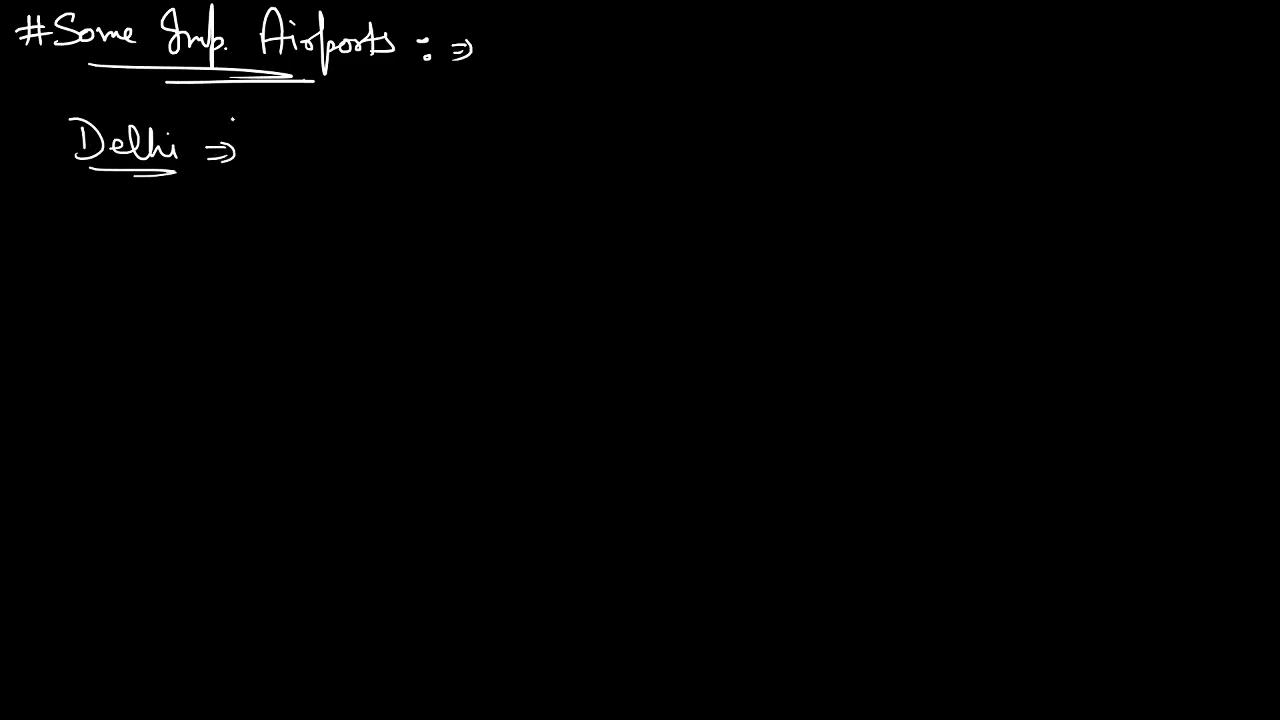 #Some Imp. Airports :⇒
Delhi ⇒